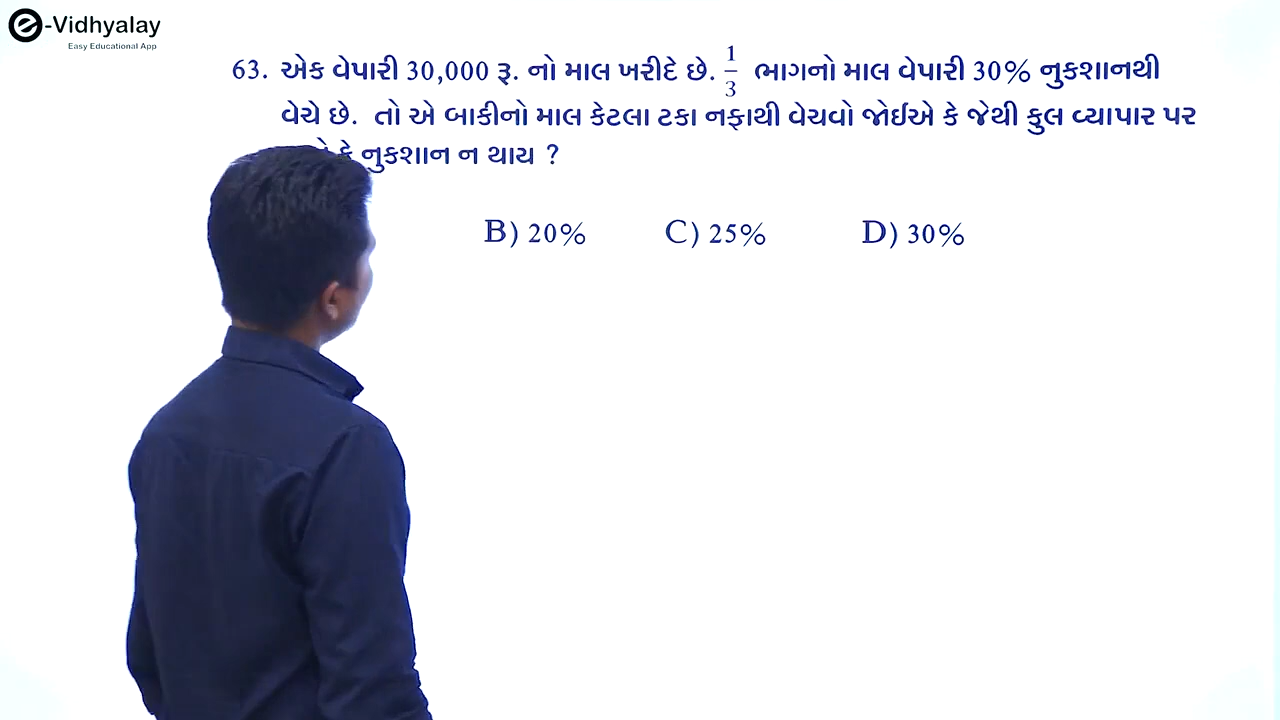 e-Vidhyalay
Easy Educational App
63. એક વેપારી 30,000 રૂ. નો માલ ખરીદે છે. 1/3 ભાગનો માલ વેપારી 30% નુકશાનથી
વેચે છે. તો એ બાકીનો માલ કેટલા ટકા નફાથી વેચવો જોઈએ કે જેથી કુલ વ્યાપાર પર
કે નુકશાન ન થાય ?
B) 20% C) 25% D) 30%